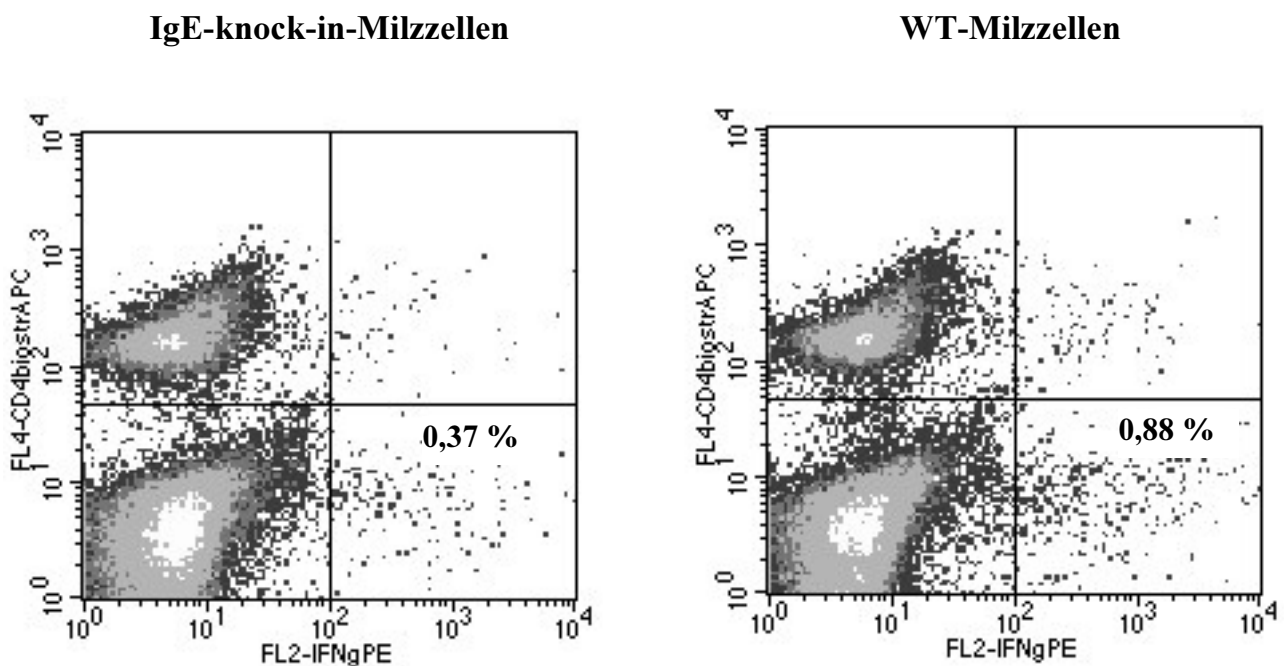 IgE-knock-in-Milzzellen
WT-Milzzellen
10^4
10^3
10^2
10^1
10^0
FL4-CD4biostrAPC
0,37 %
10^0 10^1 10^2 10^3 10^4
FL2-IFNgPE
10^4
10^3
10^2
10^1
10^0
FL4-CD4biostrAPC
0,88 %
10^0 10^1 10^2 10^3 10^4
FL2-IFNgPE